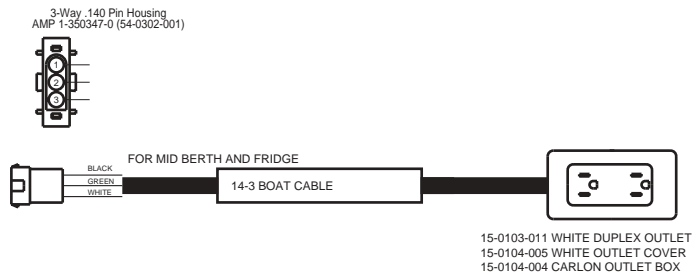 3-Way .140 Pin Housing
AMP 1-350347-0 (54-0302-001)
1
2
3
FOR MID BERTH AND FRIDGE
BLACK
GREEN
WHITE
14-3 BOAT CABLE
15-0103-011 WHITE DUPLEX OUTLET
15-0104-005 WHITE OUTLET COVER
15-0104-004 CARLON OUTLET BOX